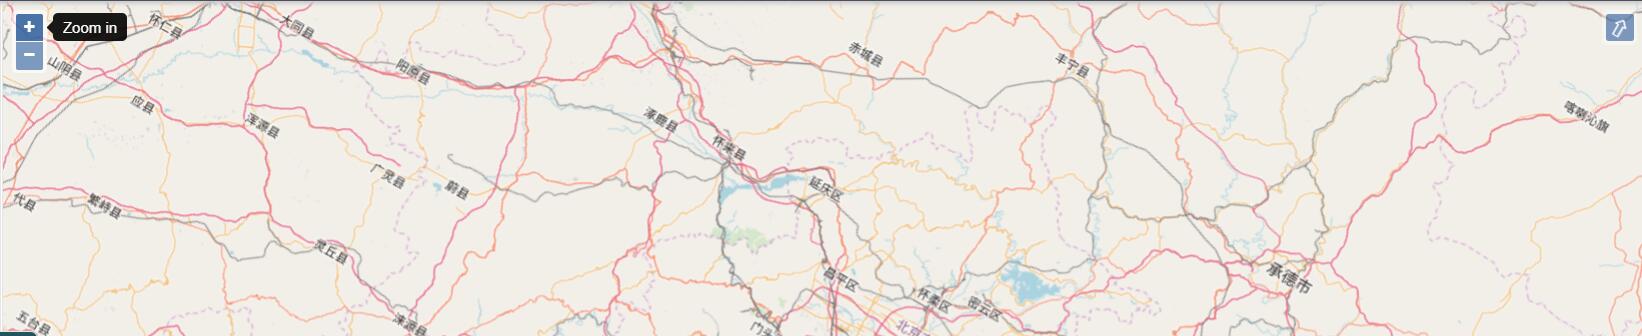 +
Zoom in
−
怀仁县
大同县
山阴县
阳原县
赤城县
丰宁县
应县
浑源县
涿鹿县
喀喇沁旗
怀来县
广灵县
蔚县
延庆区
代县
繁峙县
灵丘县
昌平区
承德市
怀柔区
密云区
五台县
涞源县
北京
门头